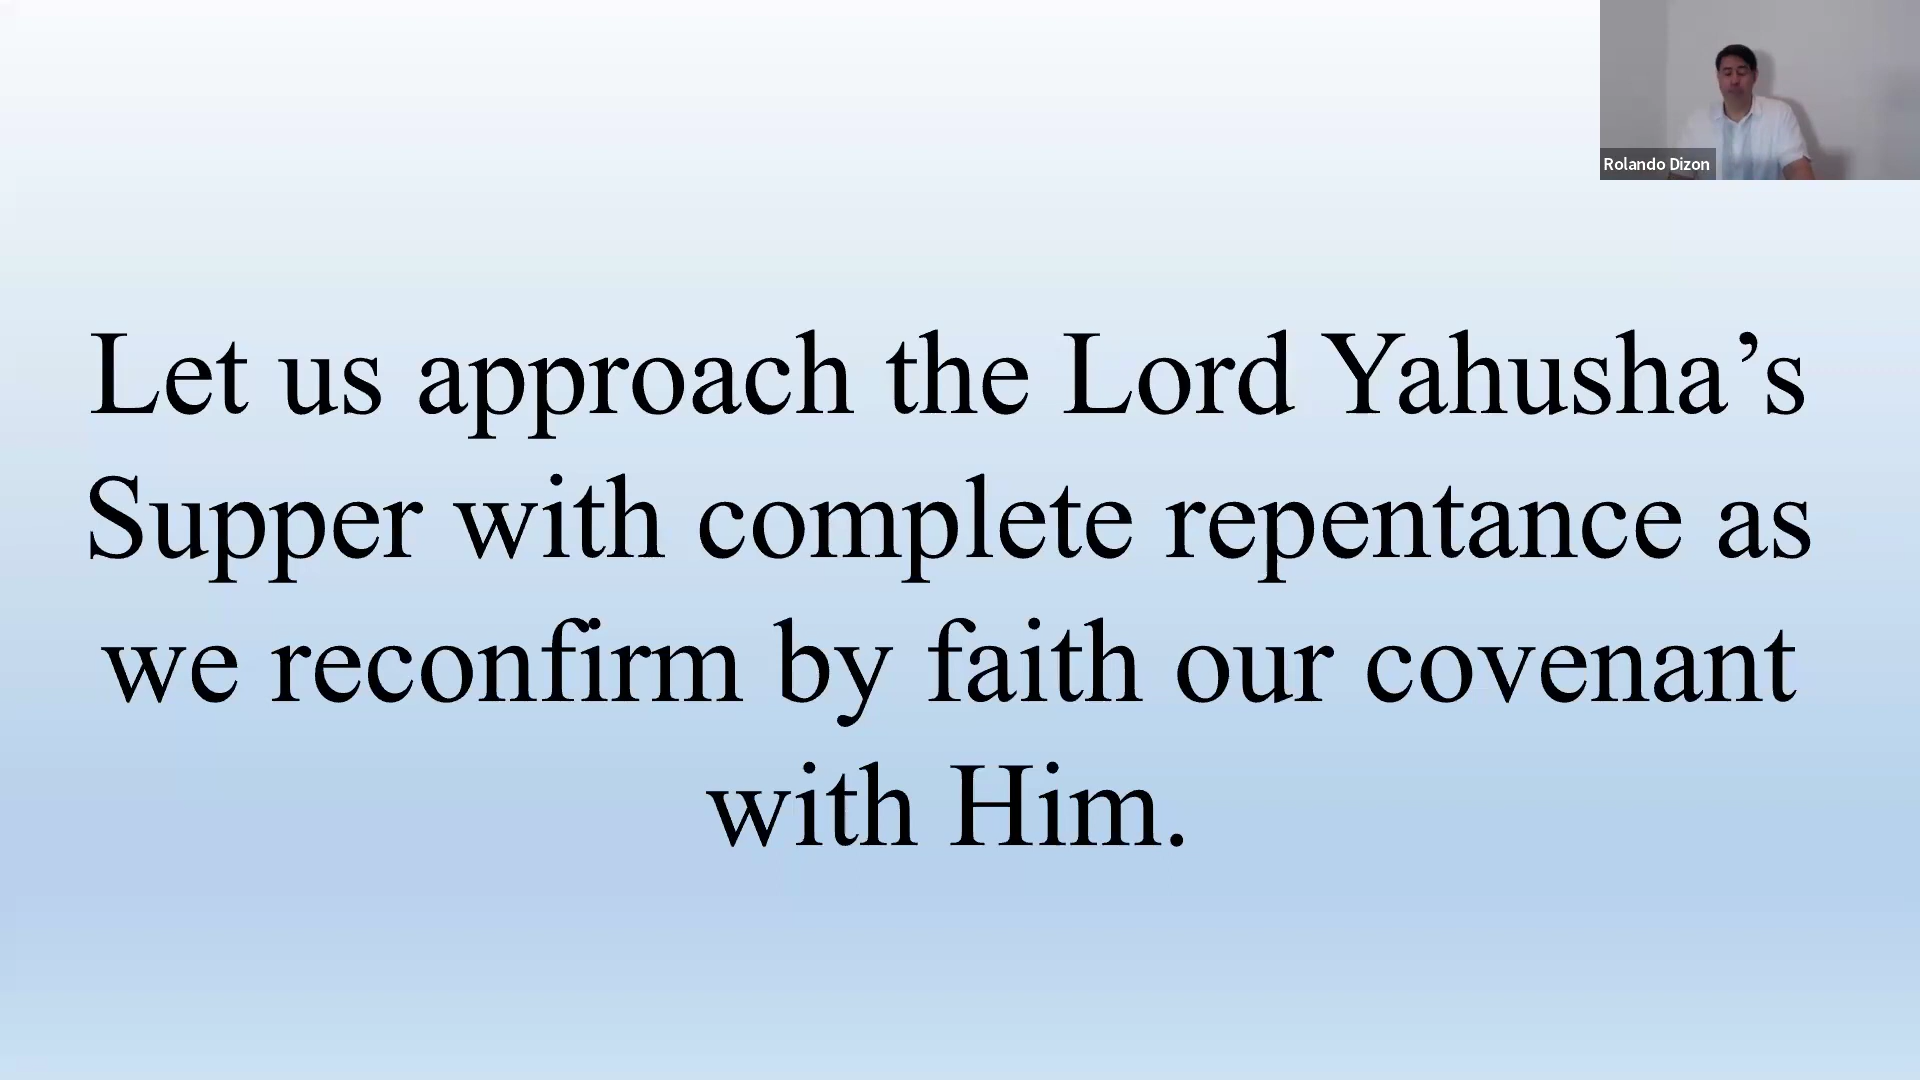 Rolando Dizon
Let us approach the Lord Yahusha’s
Supper with complete repentance as
we reconfirm by faith our covenant
with Him.